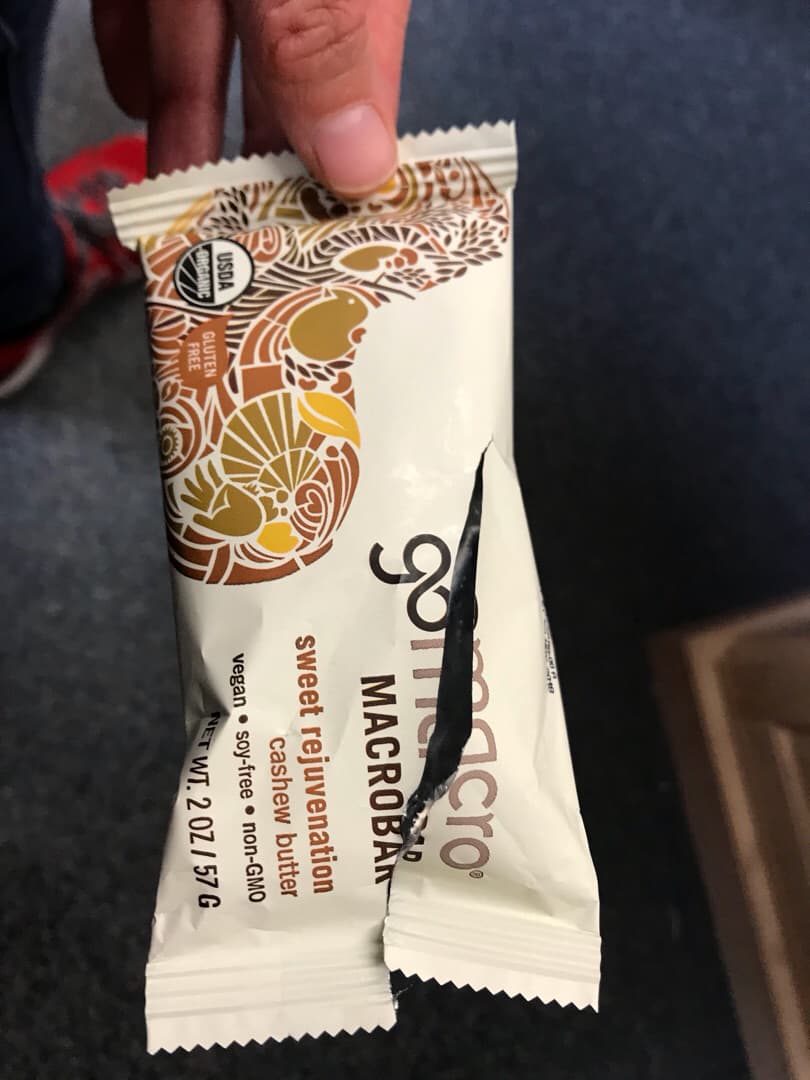 USDA
ORGANIC
GLUTEN
FREE
gomacro®
MACROBAR
sweet rejuvenation
cashew butter
vegan • soy-free • non-GMO
NET WT. 2 OZ / 57 G